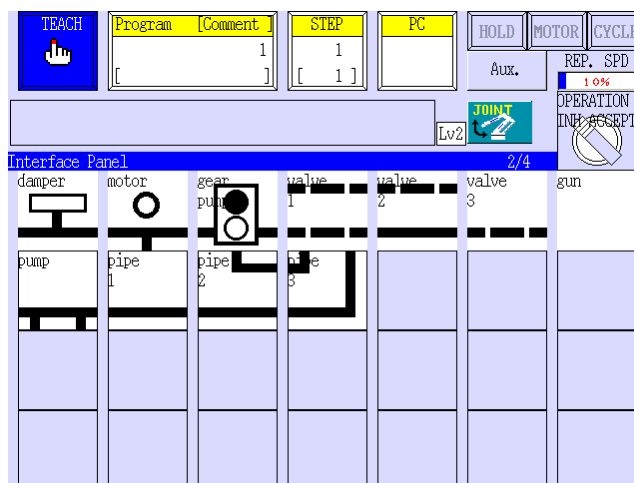 TEACH
Program [Comment ]
1
[ ]
STEP
1
[ 1 ]
PC
HOLD
MOTOR
CYCLE
Aux.
REP. SPD
10%
OPERATION
INH ACCEPT
JOINT
Lv2
Interface Panel 2/4
damper
motor
gear
pump
valve
1
valve
2
valve
3
gun
pump
pipe
1
pipe
2
pipe
3